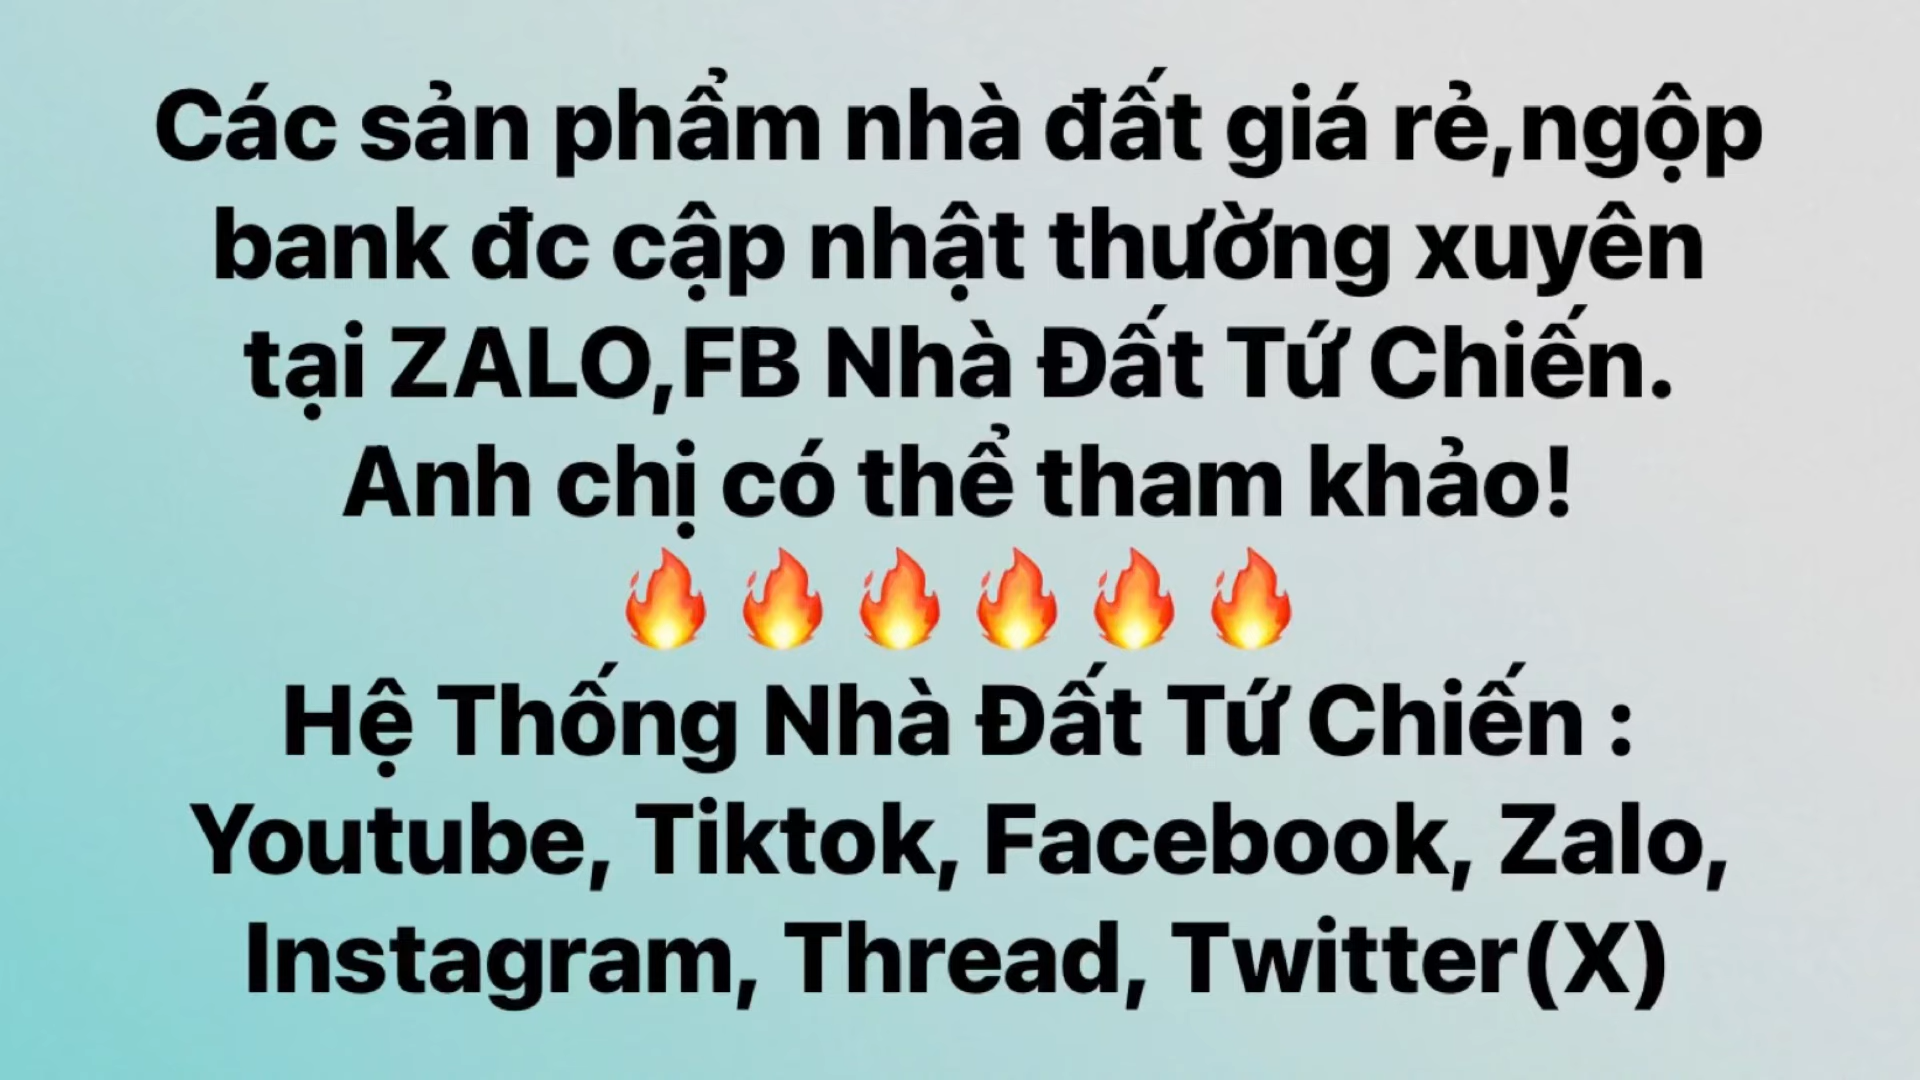 Các sản phẩm nhà đất giá rẻ,ngộp
bank đc cập nhật thường xuyên
tại ZALO,FB Nhà Đất Tứ Chiến.
Anh chị có thể tham khảo!
🔥🔥🔥🔥🔥🔥
Hệ Thống Nhà Đất Tứ Chiến :
Youtube, Tiktok, Facebook, Zalo,
Instagram, Thread, Twitter(X)